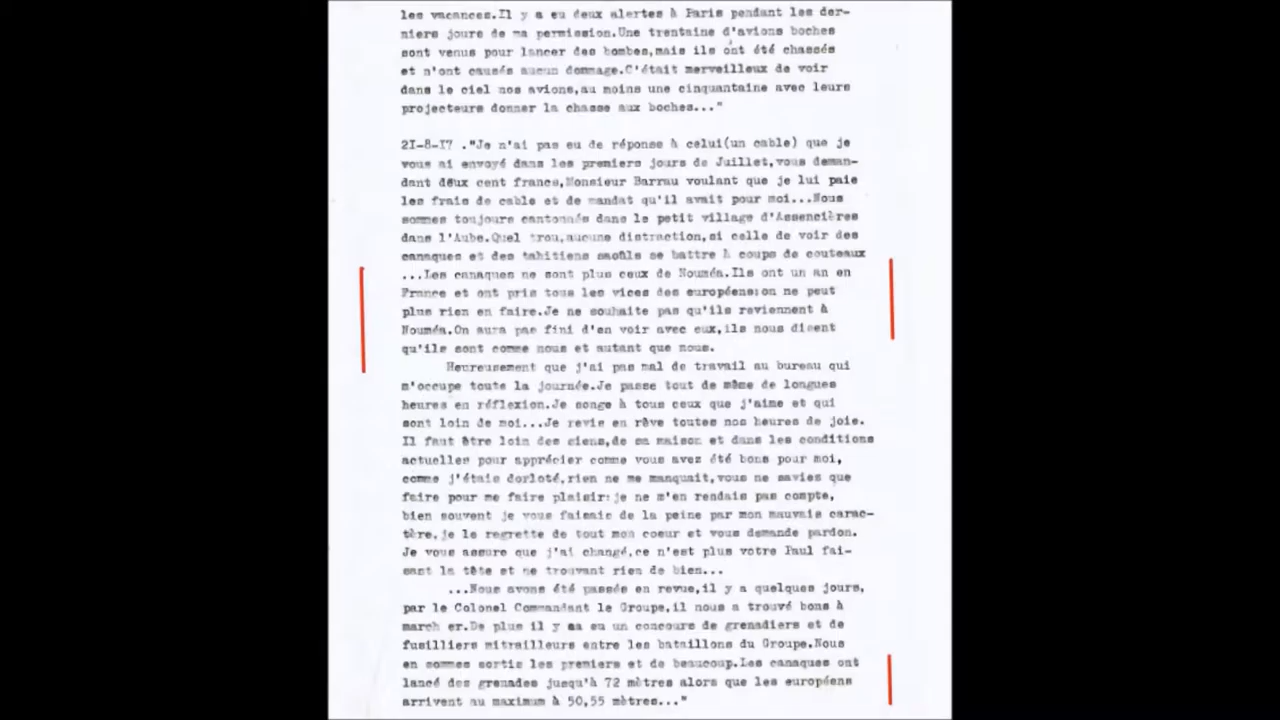 les vacances.Il y a eu deux alertes à Paris pendant les der-
niers jours de ma permission.Une trentaine d'avions boches
sont venus pour lancer des bombes,mais ils ont été chassés
et n'ont causés aucun dommage.C'était merveilleux de voir
dans le ciel nos avions,au moins une cinquantaine avec leurs
projecteurs donner la chasse aux boches..."
21-8-17 ."Je n'ai pas eu de réponse à celui(un cable) que je
vous ai envoyé dans les premiers jours de Juillet,vous deman-
dant deux cent francs,Monsieur Barrau voulant que je lui paie
les frais de cable et de mandat qu'il avait pour moi...Nous
sommes toujours cantonnés dans le petit village d'Assencières
dans l'Aube.Quel trou,aucune distraction,si celle de voir des
canaques et des tahitiens saoûls se battre à coups de couteaux
...Les canaques ne sont plus ceux de Nouméa.Ils ont un an en
France et ont pris tous les vices des européens:on ne peut
plus rien en faire.Je ne souhaite pas qu'ils reviennent à
Nouméa.On aura pas fini d'en voir avec eux,ils nous disent
qu'ils sont comme nous et autant que nous.
Heureusement que j'ai pas mal de travail au bureau qui
m'occupe toute la journée.Je passe tout de même de longues
heures en réflexion.Je songe à tous ceux que j'aime et qui
sont loin de moi...Je revis en rêve toutes nos heures de joie.
Il faut être loin des siens,de sa maison et dans les conditions
actuelles pour apprécier comme vous avez été bons pour moi,
comme j'étais dorloté,rien ne me manquait,vous ne saviez que
faire pour me faire plaisir:je ne m'en rendais pas compte,
bien souvent je vous faisais de la peine par mon mauvais carac-
tère,je le regrette de tout mon coeur et vous demande pardon.
Je vous assure que j'ai changé,ce n'est plus votre Paul fai-
sant la tête et ne trouvant rien de bien...
...Nous avons été passés en revue,il y a quelques jours,
par le Colonel Commandant le Groupe,il nous a trouvé bons à
march er.De plus il y aa eu un concours de grenadiers et de
fusilliers mitrailleurs entre les bataillons du Groupe.Nous
en sommes sortis les premiers et de beaucoup.Les canaques ont
lancé des grenades jusqu'à 72 mètres alors que les européens
arrivent au maximum à 50,55 mètres..."